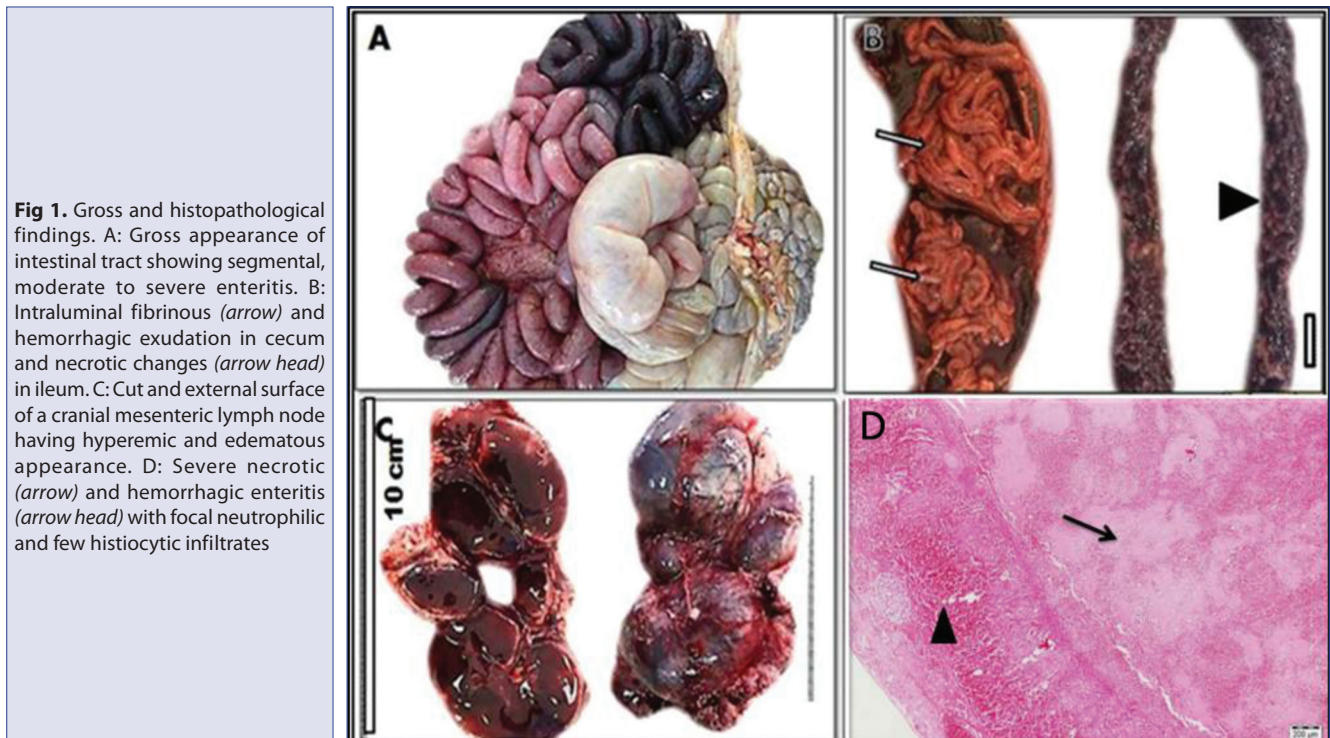 Fig 1. Gross and histopathological
findings. A: Gross appearance of
intestinal tract showing segmental,
moderate to severe enteritis. B:
Intraluminal fibrinous (arrow) and
hemorrhagic exudation in cecum
and necrotic changes (arrow head)
in ileum. C: Cut and external surface
of a cranial mesenteric lymph node
having hyperemic and edematous
appearance. D: Severe necrotic
(arrow) and hemorrhagic enteritis
(arrow head) with focal neutrophilic
and few histiocytic infiltrates
A
B
C
10 cm
D
200 µm